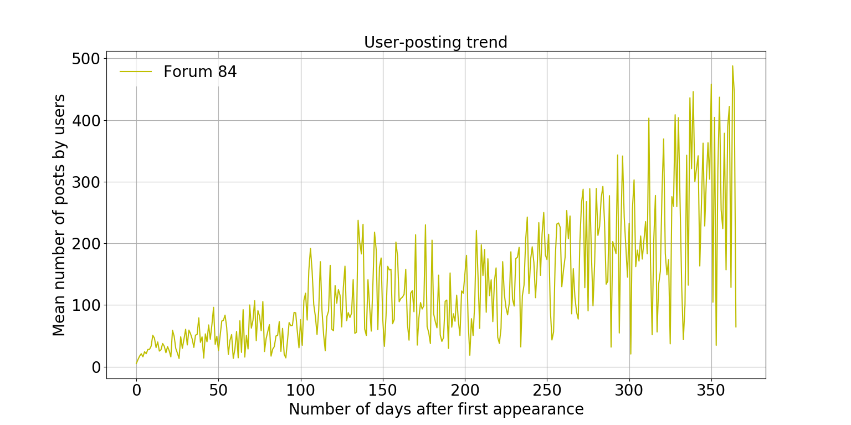 User-posting trend
Forum 84
Mean number of posts by users
500
400
300
200
100
0
0 50 100 150 200 250 300 350
Number of days after first appearance